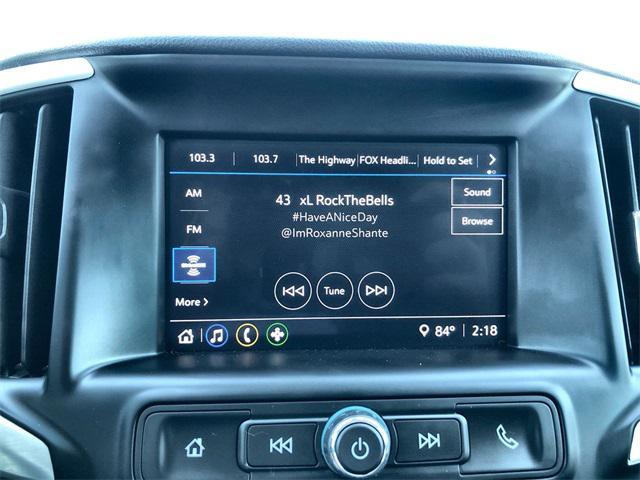 103.3 103.7 The Highway FOX Headli... Hold to Set
AM
43 xL RockTheBells
Sound
#HaveANiceDay
Browse
FM
@ImRoxanneShante
Tune
More >
84° 2:18